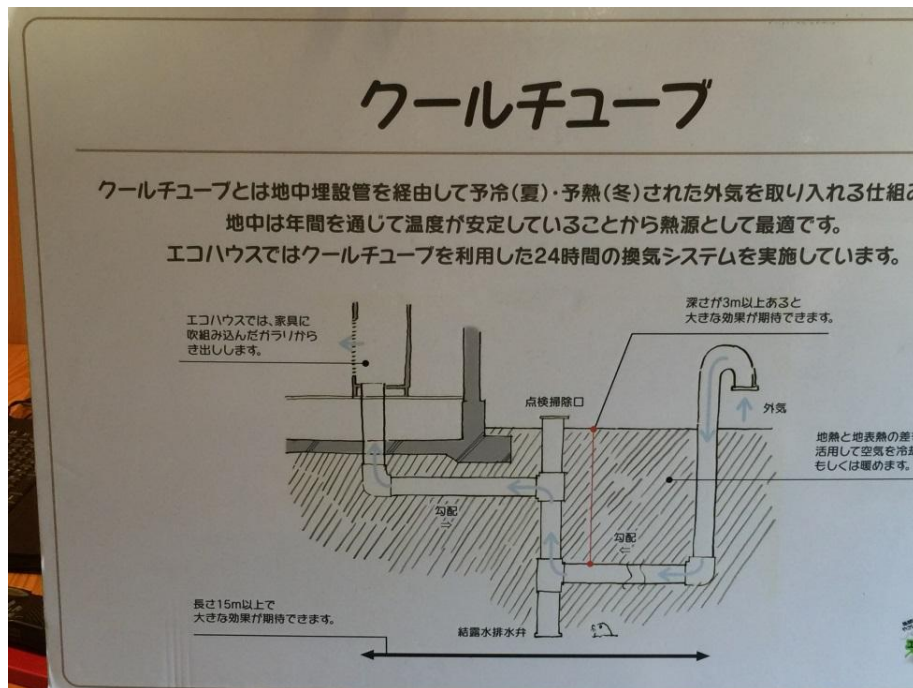 クールチューブ
クールチューブとは地中埋設管を経由して予冷(夏)・予熱(冬)された外気を取り入れる仕組み
地中は年間を通じて温度が安定していることから熱源として最適です。
エコハウスではクールチューブを利用した24時間の換気システムを実施しています。
エコハウスでは、家具に
吹組み込んだガラリから
き出しします。
深さが3m以上あると
大きな効果が期待できます。
点検掃除口
外気
地熱と地表熱の差を
活用して空気を冷却
もしくは暖めます。
勾配
⇒
勾配
⇐
長さ15m以上で
大きな効果が期待できます。
結露水排水弁